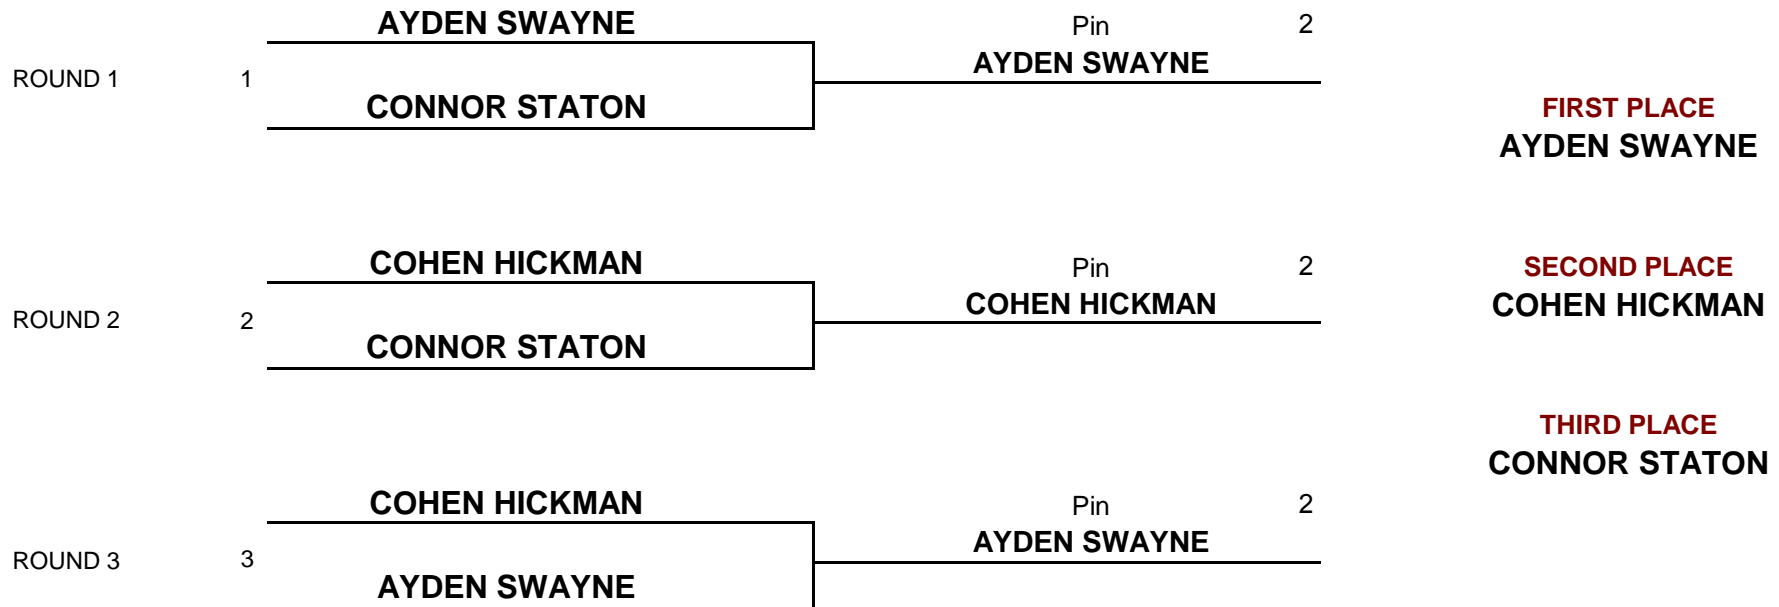 AYDEN SWAYNE
Pin 2
AYDEN SWAYNE
ROUND 1 1
CONNOR STATON
FIRST PLACE
AYDEN SWAYNE
COHEN HICKMAN
Pin 2
COHEN HICKMAN
ROUND 2 2
CONNOR STATON
SECOND PLACE
COHEN HICKMAN
THIRD PLACE
CONNOR STATON
COHEN HICKMAN
Pin 2
AYDEN SWAYNE
ROUND 3 3
AYDEN SWAYNE